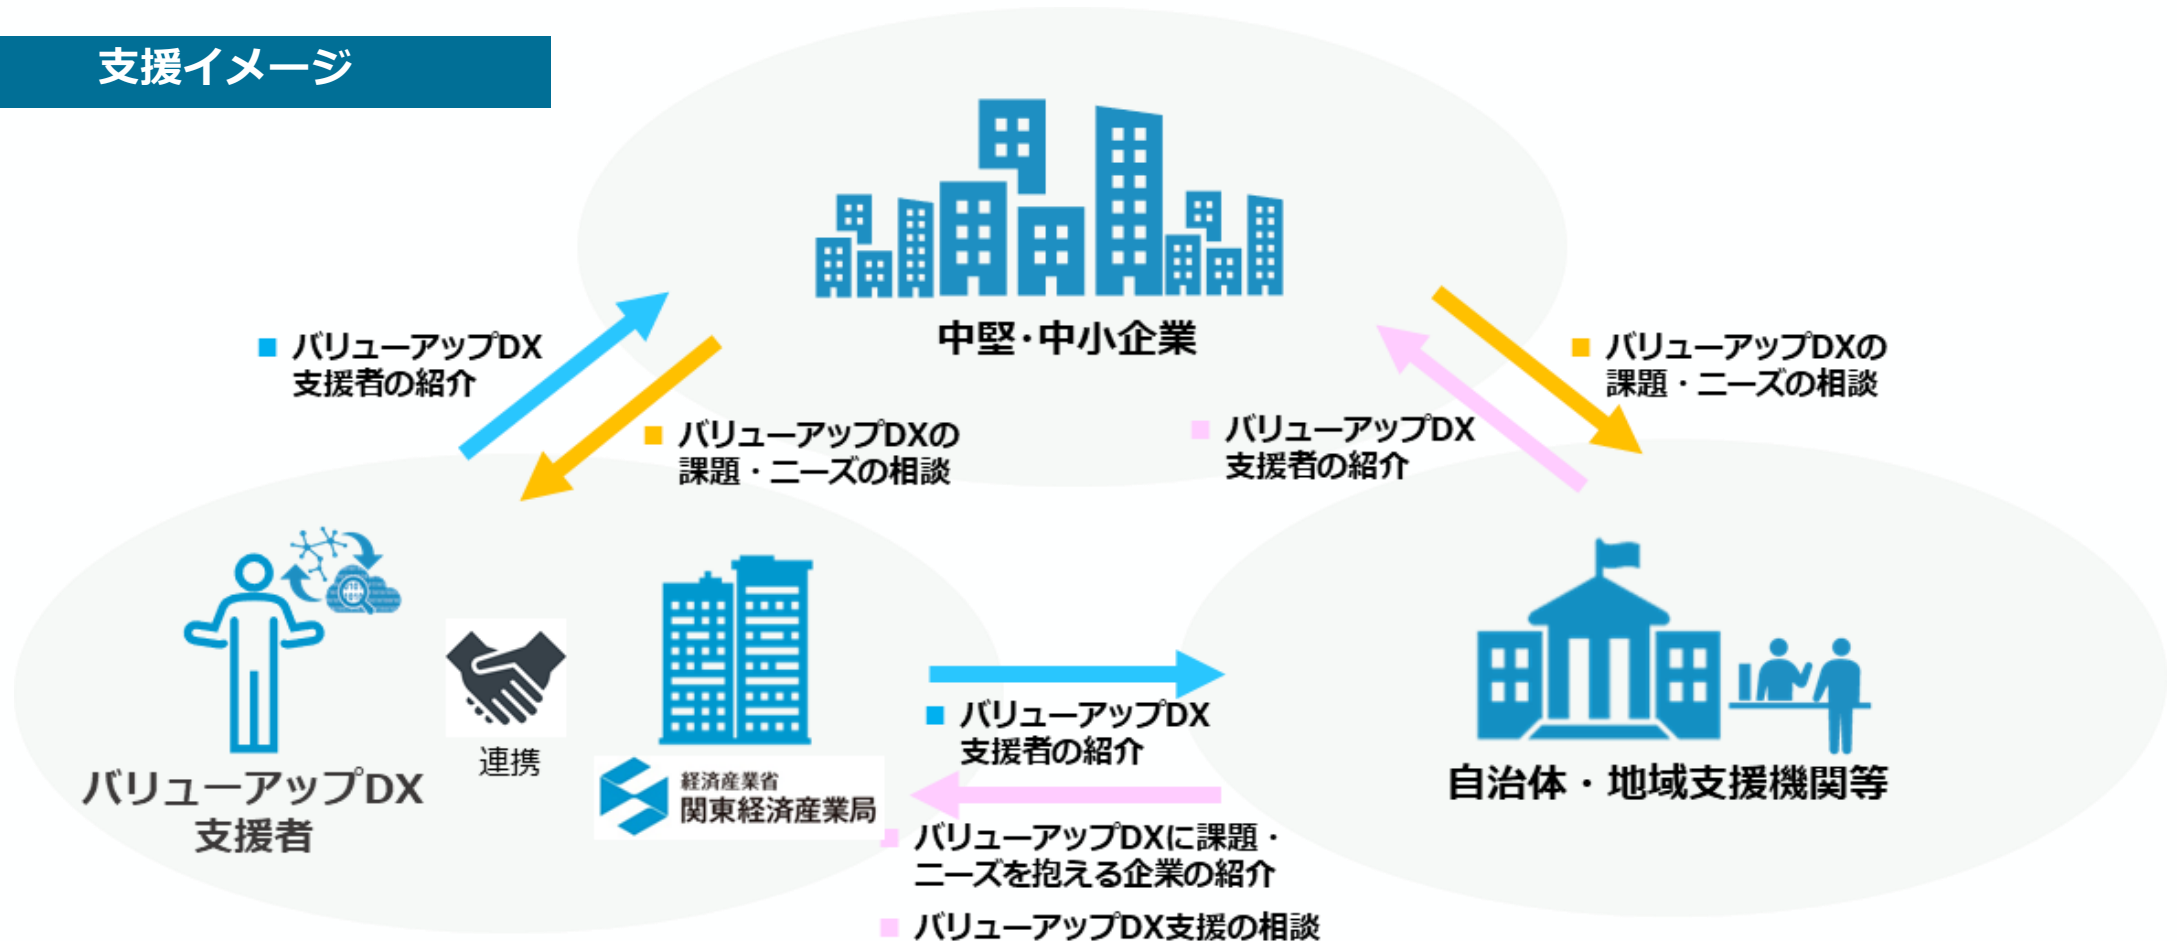 支援イメージ
中堅・中小企業
■ バリューアップDX
支援者の紹介
■ バリューアップDXの
課題・ニーズの相談
■ バリューアップDXの
課題・ニーズの相談
■ バリューアップDX
支援者の紹介
バリューアップDX
支援者
連携
経済産業省
関東経済産業局
■ バリューアップDX
支援者の紹介
■ バリューアップDXに課題・
ニーズを抱える企業の紹介
■ バリューアップDX支援の相談
自治体・地域支援機関等